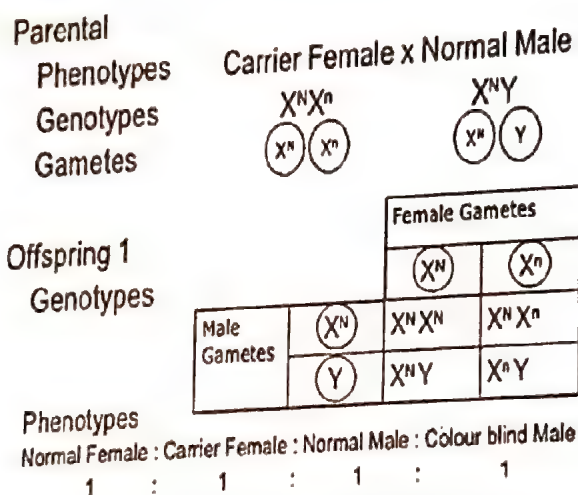 Parental
Phenotypes Carrier Female x Normal Male
Genotypes XᴺXⁿ XᴺY
Gametes Xᴺ Xⁿ Xᴺ Y
Female Gametes
Offspring 1
Xᴺ Xⁿ
Genotypes
Male Gametes Xᴺ XᴺXᴺ XᴺXⁿ
Y XᴺY XⁿY
Phenotypes
Normal Female : Carrier Female : Normal Male : Colour blind Male
1 : 1 : 1 : 1